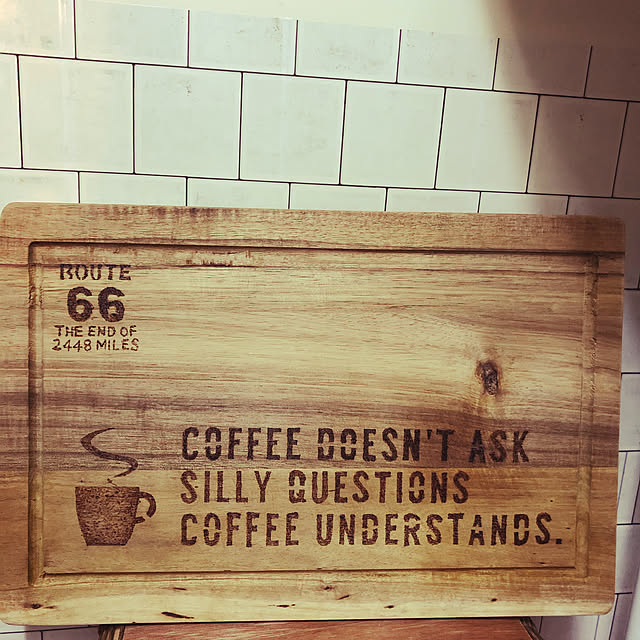 ROUTE
66
THE END OF
2448 MILES
COFFEE DOESN'T ASK
SILLY QUESTIONS
COFFEE UNDERSTANDS.